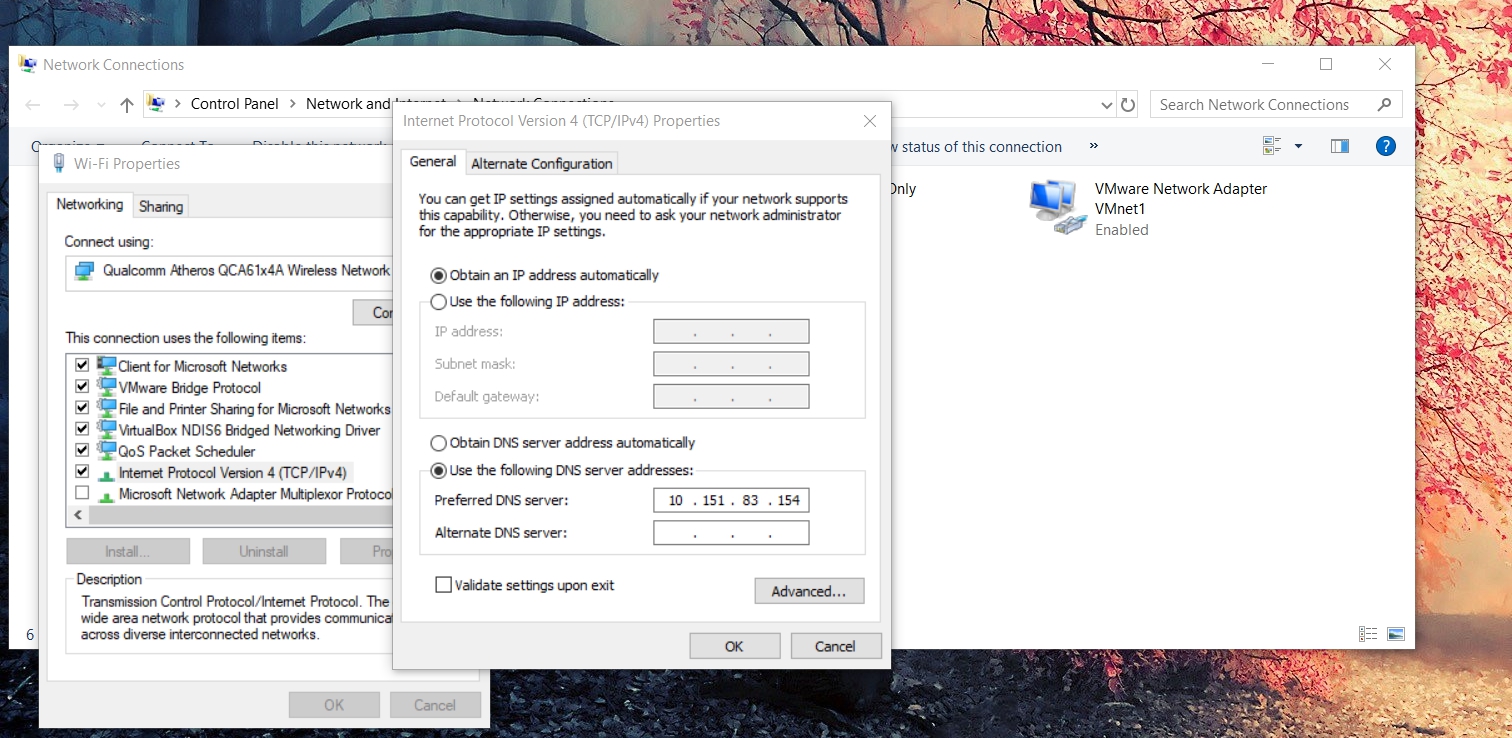 Network Connections
Control Panel > Network and Internet > Network Connections
Search Network Connections
Organize
Connect To
Disable this network
w status of this connection »
Only
VMware Network Adapter
VMnet1
Enabled
6
Wi-Fi Properties
Networking
Sharing
Connect using:
Qualcomm Atheros QCA61x4A Wireless Network
Con
This connection uses the following items:
Client for Microsoft Networks
VMware Bridge Protocol
File and Printer Sharing for Microsoft Networks
VirtualBox NDIS6 Bridged Networking Driver
QoS Packet Scheduler
Internet Protocol Version 4 (TCP/IPv4)
Microsoft Network Adapter Multiplexor Protocol
Install...
Uninstall
Pro
Description
Transmission Control Protocol/Internet Protocol. The
wide area network protocol that provides communica
across diverse interconnected networks.
OK
Cancel
Internet Protocol Version 4 (TCP/IPv4) Properties
General
Alternate Configuration
You can get IP settings assigned automatically if your network supports
this capability. Otherwise, you need to ask your network administrator
for the appropriate IP settings.
Obtain an IP address automatically
Use the following IP address:
IP address: . . .
Subnet mask: . . .
Default gateway: . . .
Obtain DNS server address automatically
Use the following DNS server addresses:
Preferred DNS server: 10 . 151 . 83 . 154
Alternate DNS server: . . .
Validate settings upon exit
Advanced...
OK
Cancel